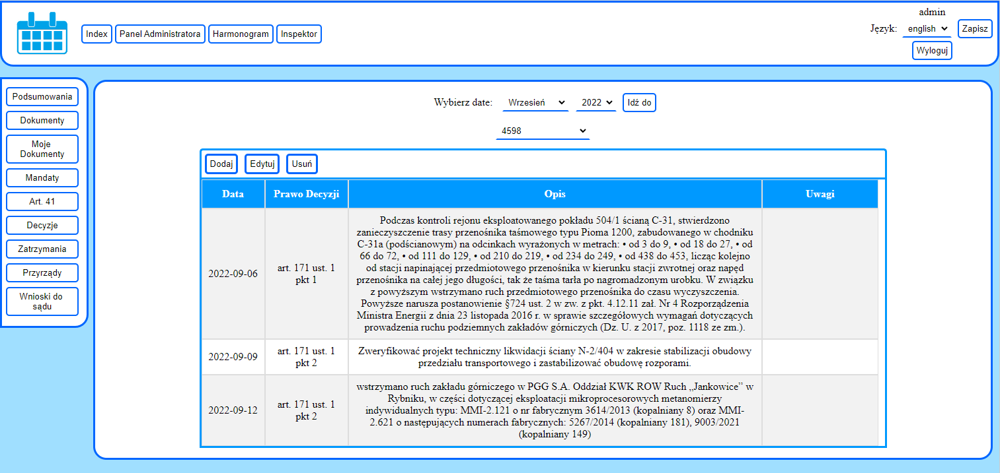 admin
Index Panel Administratora Harmonogram Inspektor
Język: english Zapisz
Wyloguj
Podsumowania
Dokumenty
Moje
Dokumenty
Mandaty
Art. 41
Decyzje
Zatrzymania
Przyrządy
Wnioski do
sądu
Wybierz date: Wrzesień 2022 Idź do
4598
Dodaj Edytuj Usuń
Data Prawo Decyzji Opis Uwagi
2022-09-06
art. 171 ust. 1
pkt 1
Podczas kontroli rejonu eksploatowanego pokładu 504/1 ścianą C-31, stwierdzono
zanieczyszczenie trasy przenośnika taśmowego typu Pioma 1200, zabudowanego w chodniku
C-31a (podścianowym) na odcinkach wyrażonych w metrach: • od 3 do 9, • od 18 do 27, • od
66 do 72, • od 111 do 129, • od 210 do 219, • od 234 do 249, • od 438 do 453, licząc kolejno
od stacji napinającej przedmiotowego przenośnika w kierunku stacji zwrotnej oraz napęd
przenośnika na całej jego długości, tak że taśma tarła po nagromadzonym urobku. W związku
z powyższym wstrzymano ruch przedmiotowego przenośnika do czasu wyczyszczenia.
Powyższe narusza postanowienie §724 ust. 2 w zw. z pkt. 4.12.11 zał. Nr 4 Rozporządzenia
Ministra Energii z dnia 23 listopada 2016 r. w sprawie szczegółowych wymagań dotyczących
prowadzenia ruchu podziemnych zakładów górniczych (Dz. U. z 2017, poz. 1118 ze zm.).
2022-09-09
art. 171 ust. 1
pkt 2
Zweryfikować projekt techniczny likwidacji ściany N-2/404 w zakresie stabilizacji obudowy
przedziału transportowego i zastabilizować obudowę rozporami.
2022-09-12
art. 171 ust. 1
pkt 2
wstrzymano ruch zakładu górniczego w PGG S.A. Oddział KWK ROW Ruch ,,Jankowice” w
Rybniku, w części dotyczącej eksploatacji mikroprocesorowych metanomierzy
indywidualnych typu: MMI-2.121 o nr fabrycznym 3614/2013 (kopalniany 8) oraz MMI-
2.621 o następujących numerach fabrycznych: 5267/2014 (kopalniany 181), 9003/2021
(kopalniany 149)